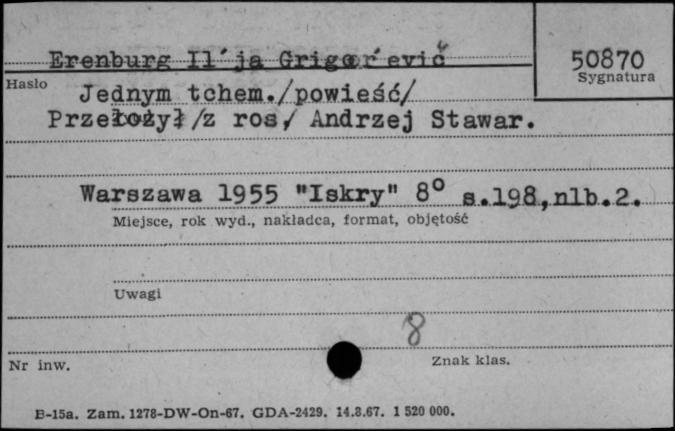 Erenburg Il´ja Grigor´evič
50870
Sygnatura
Hasło
Jednym tchem./powieść/
Przełożył /z ros/ Andrzej Stawar.
Warszawa 1955 "Iskry" 8° s.198,nlb.2.
Miejsce, rok wyd., nakładca, format, objętość
Uwagi
8
Nr inw.
Znak klas.
B-15a. Zam. 1278-DW-On-67. GDA-2429. 14.8.67. 1 520 000.